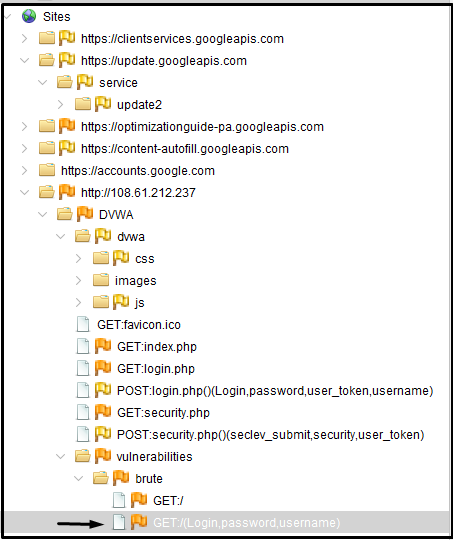 Sites
https://clientservices.googleapis.com
https://update.googleapis.com
service
update2
https://optimizationguide-pa.googleapis.com
https://content-autofill.googleapis.com
https://accounts.google.com
http://108.61.212.237
DVWA
dvwa
css
images
js
GET:favicon.ico
GET:index.php
GET:login.php
POST:login.php()(Login,password,user_token,username)
GET:security.php
POST:security.php()(seclev_submit,security,user_token)
vulnerabilities
brute
GET:/
GET:/(Login,password,username)